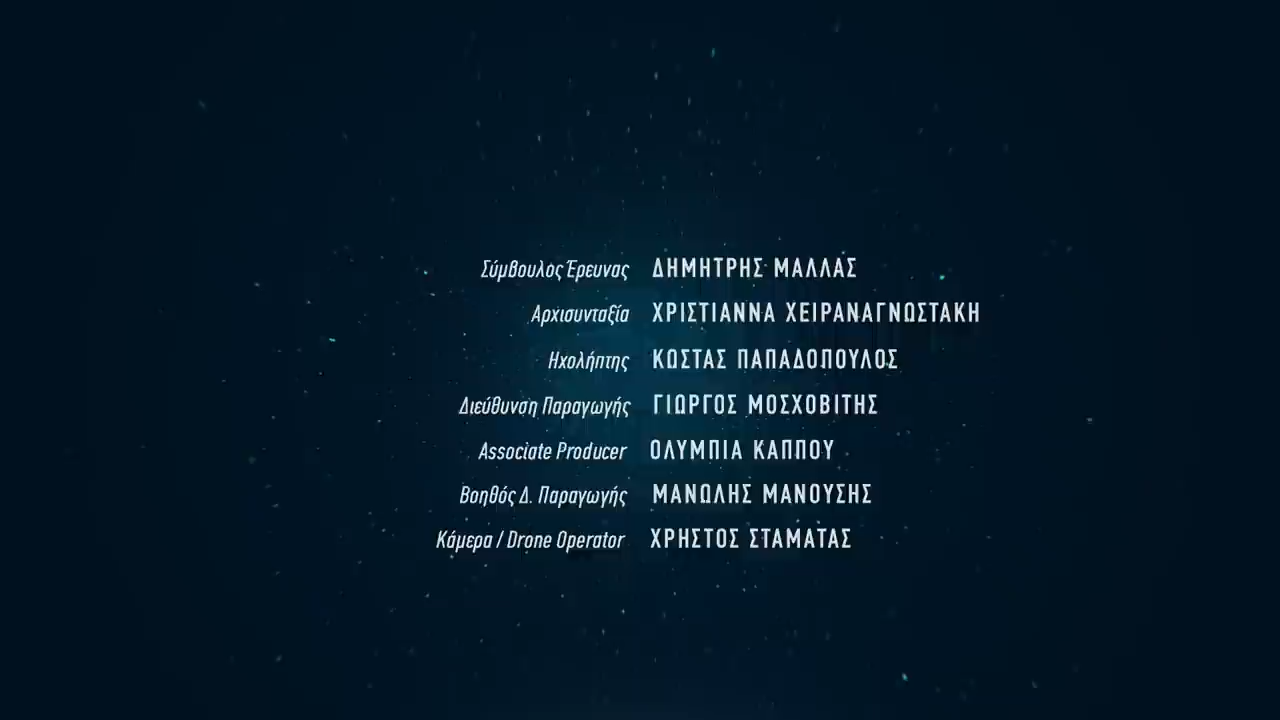 Σύμβουλος Έρευνας ΔΗΜΗΤΡΗΣ ΜΑΛΛΑΣ
Αρχισυνταξία ΧΡΙΣΤΙΑΝΝΑ ΧΕΙΡΑΝΑΓΝΩΣΤΑΚΗ
Ηχολήπτης ΚΩΣΤΑΣ ΠΑΠΑΔΟΠΟΥΛΟΣ
Διεύθυνση Παραγωγής ΓΙΩΡΓΟΣ ΜΟΣΧΟΒΙΤΗΣ
Associate Producer ΟΛΥΜΠΙΑ ΚΑΠΠΟΥ
Βοηθός Δ. Παραγωγής ΜΑΝΩΛΗΣ ΜΑΝΟΥΣΗΣ
Κάμερα / Drone Operator ΧΡΗΣΤΟΣ ΣΤΑΜΑΤΑΣ